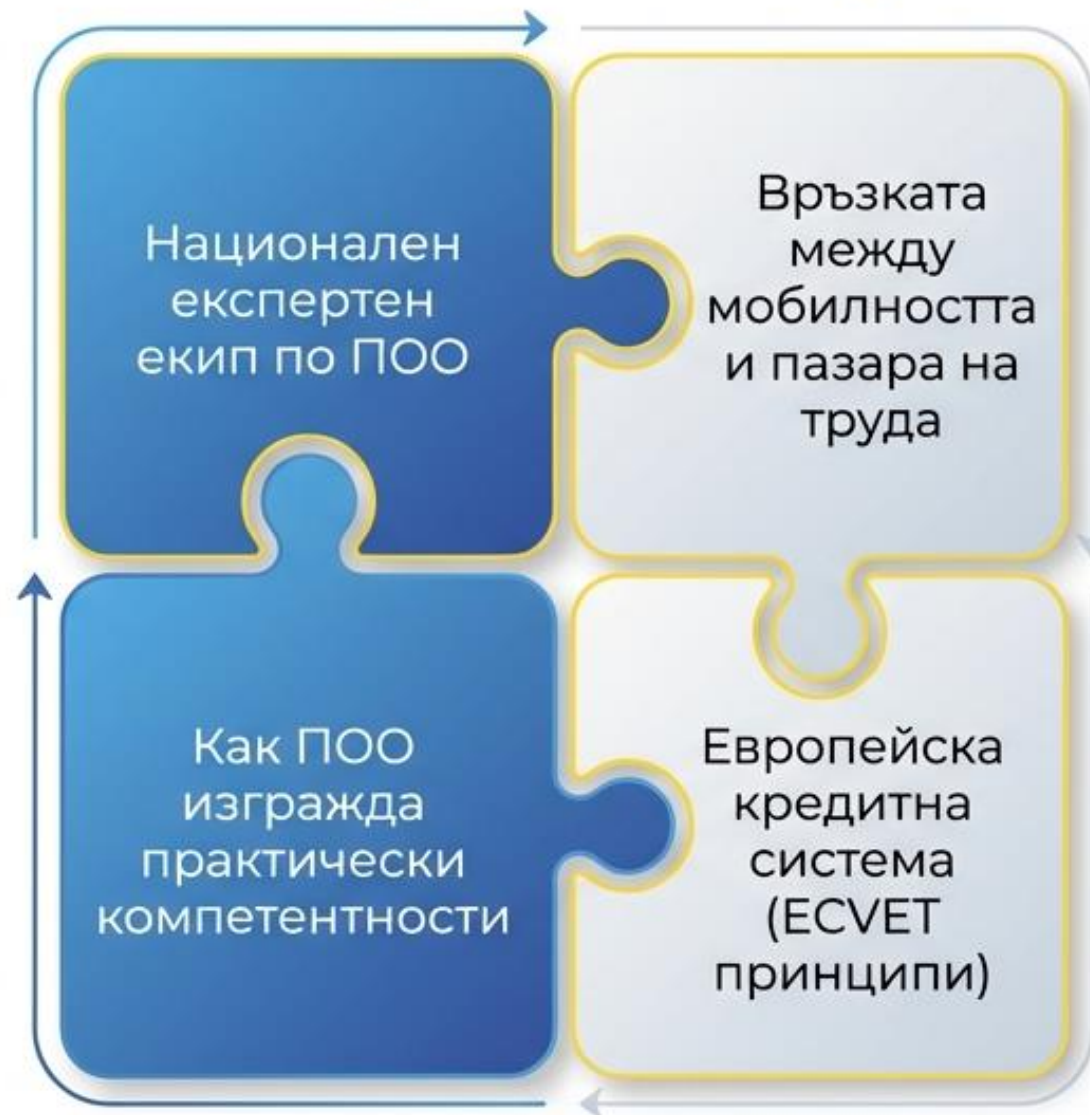 Национален
експертен
екип по ПОО
Връзката
между
мобилността
и пазара на
труда
Как ПОО
изгражда
практически
компетентности
Европейска
кредитна
система
(ECVET
принципи)